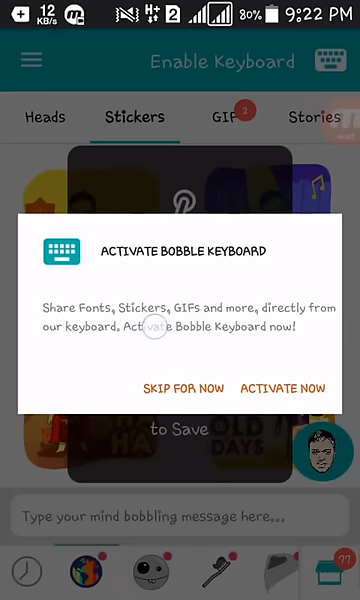 12 KB/s H+ 2 80% 9:22 PM
Enable Keyboard
Heads Stickers GIF 2 Stories
ACTIVATE BOBBLE KEYBOARD
Share Fonts, Stickers, GIFs and more, directly from
our keyboard, Activate Bobble Keyboard now!
SKIP FOR NOW ACTIVATE NOW
HA HA OLD DAYS
to Save
Type your mind bobbling message here...
77